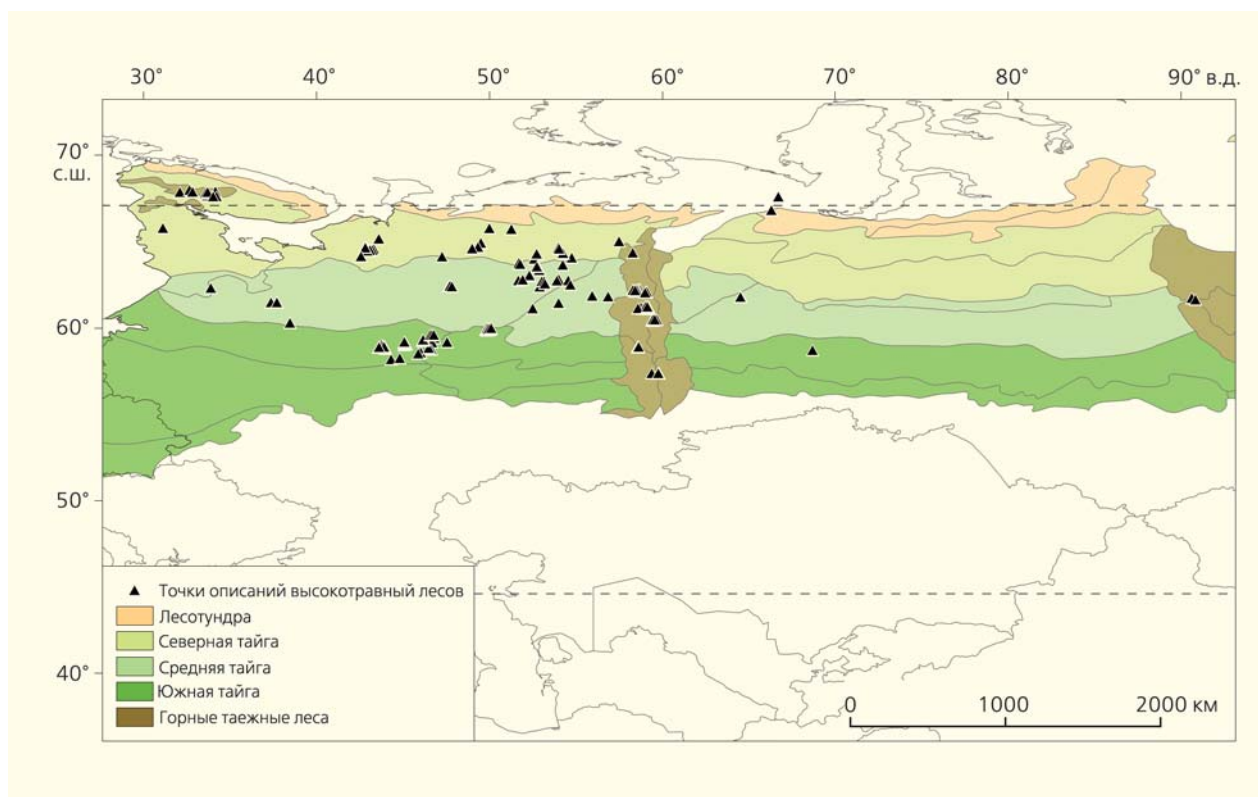 30° 40° 50° 60° 70° 80° 90° в.д.
70°
с.ш.
60°
50°
40°
Точки описаний высокотравный лесов
Лесотундра
Северная тайга
Средняя тайга
Южная тайга
Горные таежные леса
0 1000 2000 км